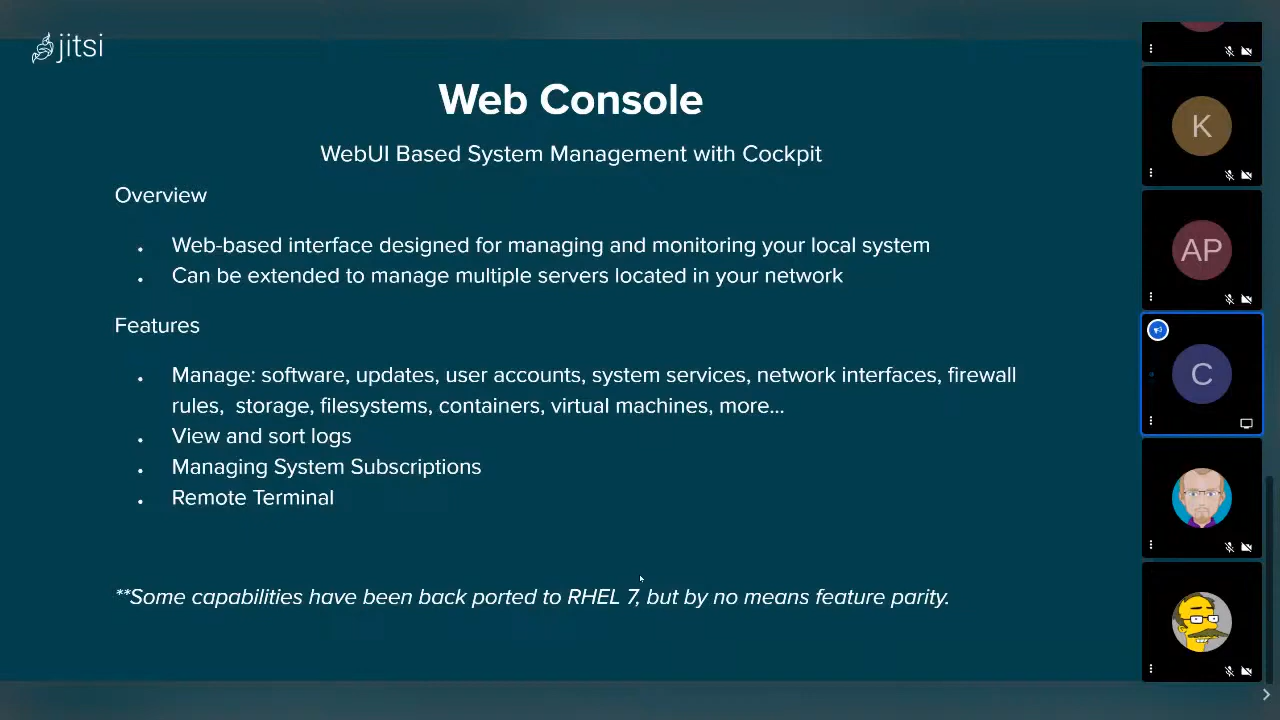 jitsi
Web Console
WebUI Based System Management with Cockpit
Overview
• Web-based interface designed for managing and monitoring your local system
• Can be extended to manage multiple servers located in your network
Features
• Manage: software, updates, user accounts, system services, network interfaces, firewall
rules, storage, filesystems, containers, virtual machines, more...
• View and sort logs
• Managing System Subscriptions
• Remote Terminal
**Some capabilities have been back ported to RHEL 7, but by no means feature parity.
K
AP
C